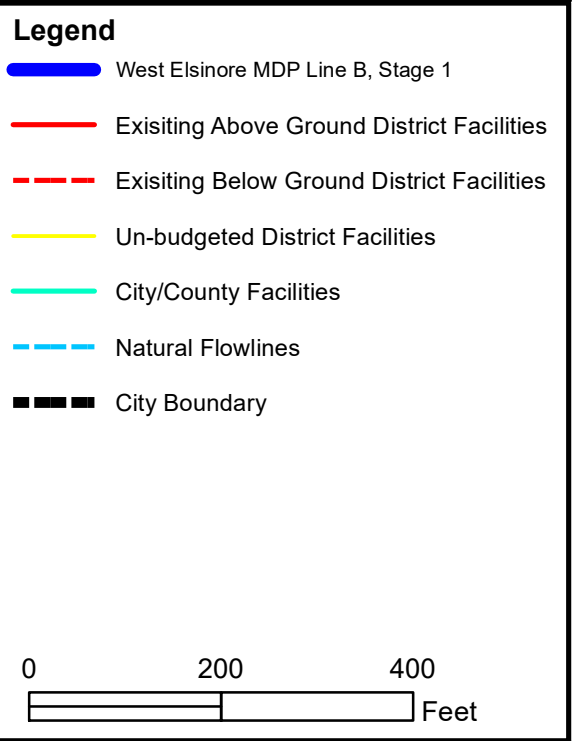 Legend
West Elsinore MDP Line B, Stage 1
Exisiting Above Ground District Facilities
Exisiting Below Ground District Facilities
Un-budgeted District Facilities
City/County Facilities
Natural Flowlines
City Boundary
0 200 400
Feet